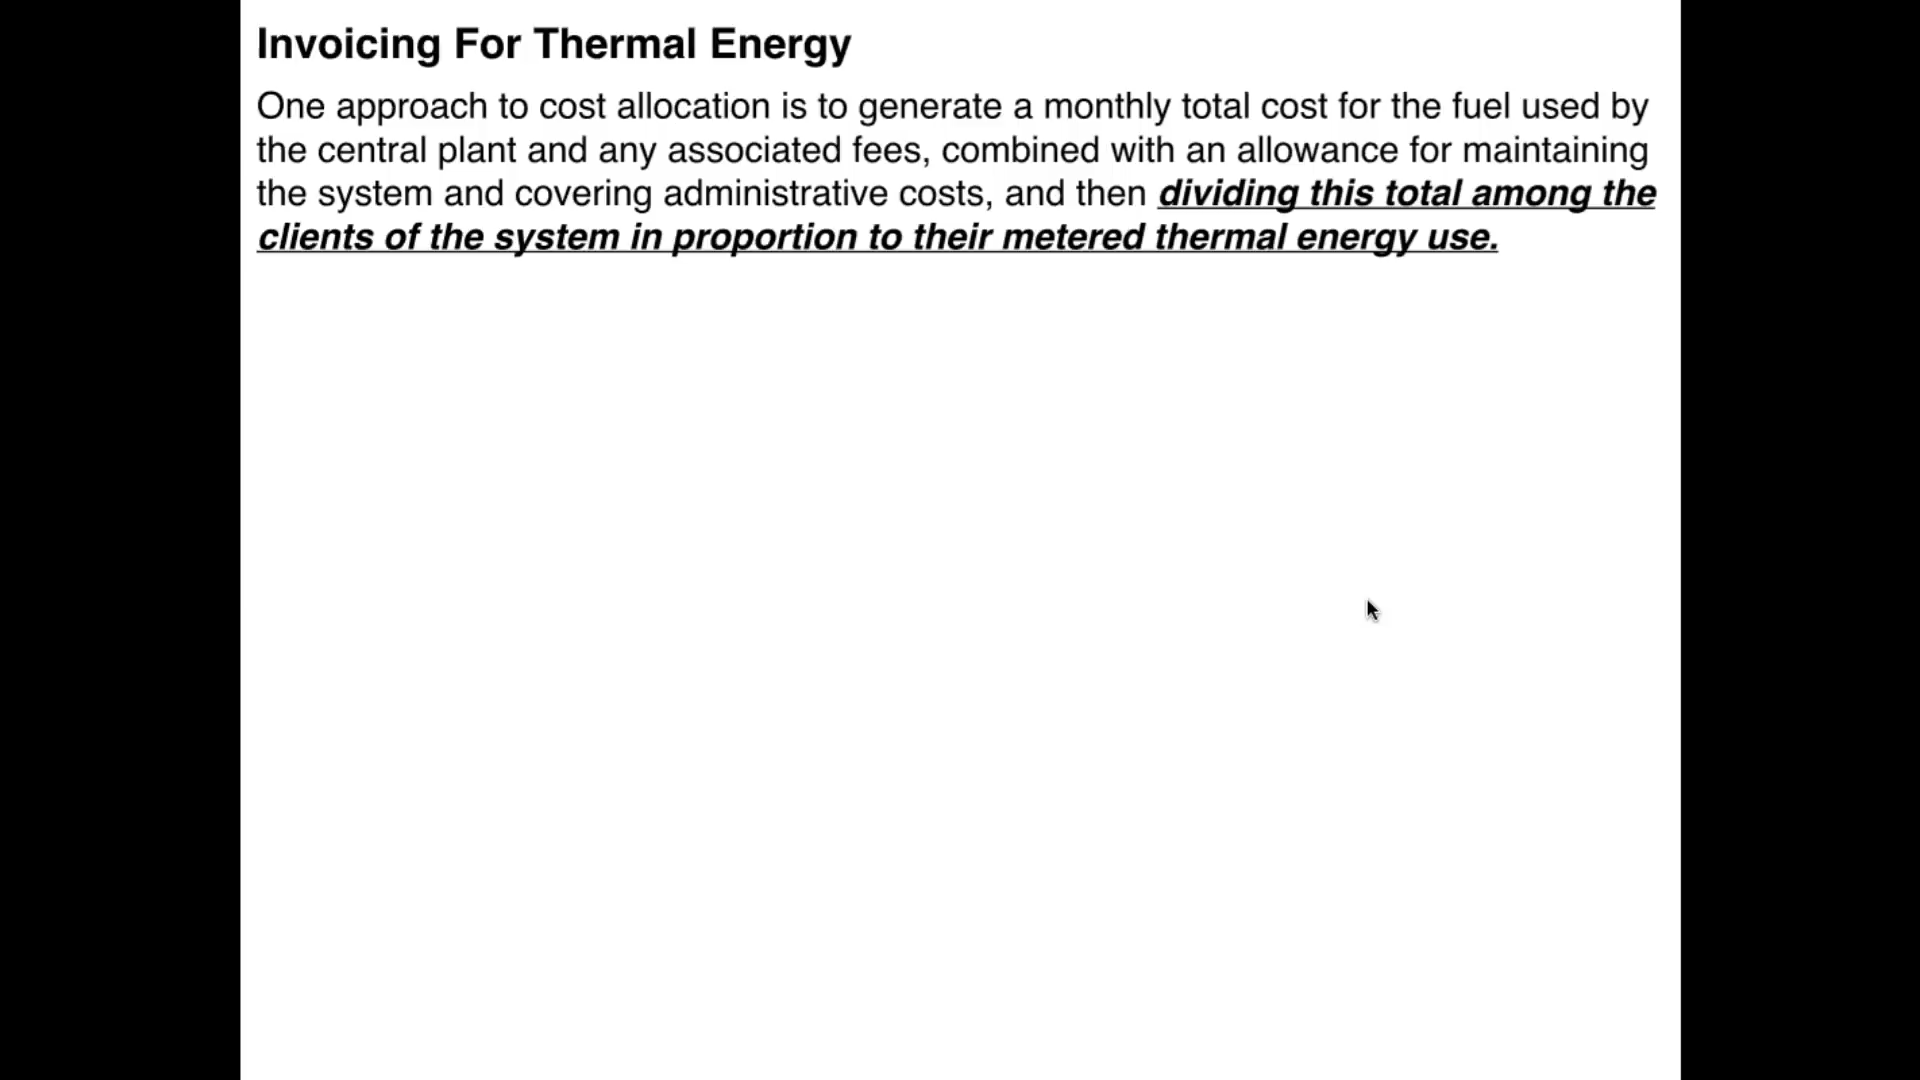 Invoicing For Thermal Energy
One approach to cost allocation is to generate a monthly total cost for the fuel used by
the central plant and any associated fees, combined with an allowance for maintaining
the system and covering administrative costs, and then dividing this total among the
clients of the system in proportion to their metered thermal energy use.